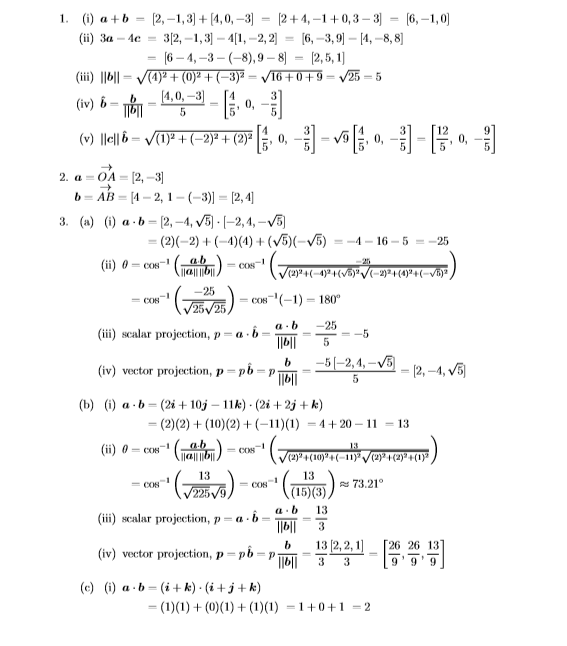 1. (i) a + b = [2, −1, 3] + [4, 0, −3] = [2 + 4, −1 + 0, 3 − 3] = [6, −1, 0]
(ii) 3a − 4c = 3[2, −1, 3] − 4[1, −2, 2] = [6, −3, 9] − [4, −8, 8]
= [6 − 4, −3 − (−8), 9 − 8] = [2, 5, 1]
(iii) ||b|| = √((4)² + (0)² + (−3)²) = √(16 + 0 + 9) = √25 = 5
(iv) b̂ = b/||b|| = [4, 0, −3]/5 = [4/5, 0, −3/5]
(v) ||c|| b̂ = √((1)² + (−2)² + (2)²) [4/5, 0, −3/5] = √9 [4/5, 0, −3/5] = [12/5, 0, −9/5]
2. a = OA→ = [2, −3]
b = AB→ = [4 − 2, 1 − (−3)] = [2, 4]
3. (a) (i) a · b = [2, −4, √5] · [−2, 4, −√5]
= (2)(−2) + (−4)(4) + (√5)(−√5) = −4 − 16 − 5 = −25
(ii) θ = cos⁻¹(a·b/||a|| ||b||) = cos⁻¹(−25/√((2)²+(−4)²+(√5)²)√((−2)²+(4)²+(−√5)²))
= cos⁻¹(−25/√25√25) = cos⁻¹(−1) = 180°
(iii) scalar projection, p = a · b̂ = a · b/||b|| = −25/5 = −5
(iv) vector projection, p = pb̂ = p b/||b|| = −5 [−2, 4, −√5]/5 = [2, −4, √5]
(b) (i) a · b = (2i + 10j − 11k) · (2i + 2j + k)
= (2)(2) + (10)(2) + (−11)(1) = 4 + 20 − 11 = 13
(ii) θ = cos⁻¹(a·b/||a|| ||b||) = cos⁻¹(13/√((2)²+(10)²+(−11)²)√((2)²+(2)²+(1)²))
= cos⁻¹(13/√225√9) = cos⁻¹(13/(15)(3)) ≈ 73.21°
(iii) scalar projection, p = a · b̂ = a · b/||b|| = 13/3
(iv) vector projection, p = pb̂ = p b/||b|| = 13/3 [2, 2, 1]/3 = [26/9, 26/9, 13/9]
(c) (i) a · b = (i + k) · (i + j + k)
= (1)(1) + (0)(1) + (1)(1) = 1 + 0 + 1 = 2